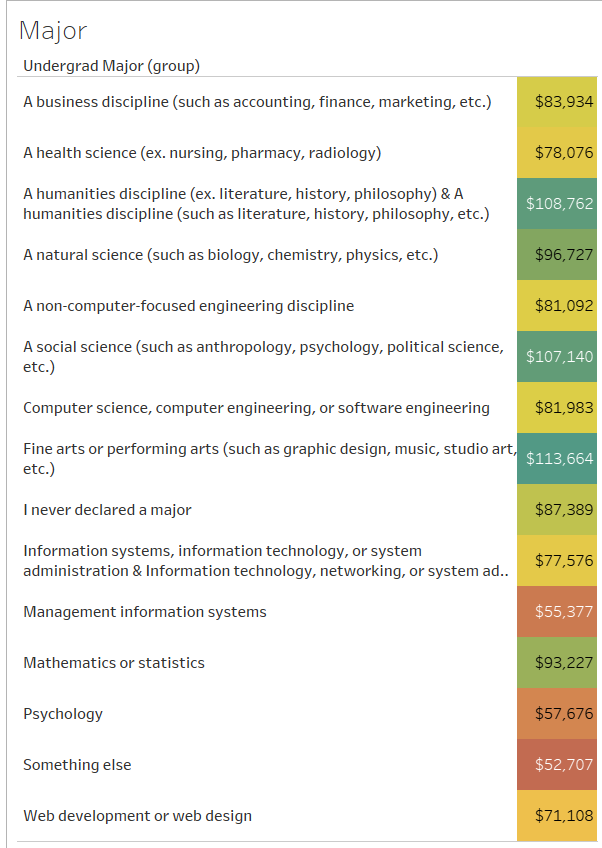 Major
Undergrad Major (group)
A business discipline (such as accounting, finance, marketing, etc.) $83,934
A health science (ex. nursing, pharmacy, radiology) $78,076
A humanities discipline (ex. literature, history, philosophy) & A
humanities discipline (such as literature, history, philosophy, etc.) $108,762
A natural science (such as biology, chemistry, physics, etc.) $96,727
A non-computer-focused engineering discipline $81,092
A social science (such as anthropology, psychology, political science,
etc.) $107,140
Computer science, computer engineering, or software engineering $81,983
Fine arts or performing arts (such as graphic design, music, studio art,
etc.) $113,664
I never declared a major $87,389
Information systems, information technology, or system
administration & Information technology, networking, or system ad.. $77,576
Management information systems $55,377
Mathematics or statistics $93,227
Psychology $57,676
Something else $52,707
Web development or web design $71,108